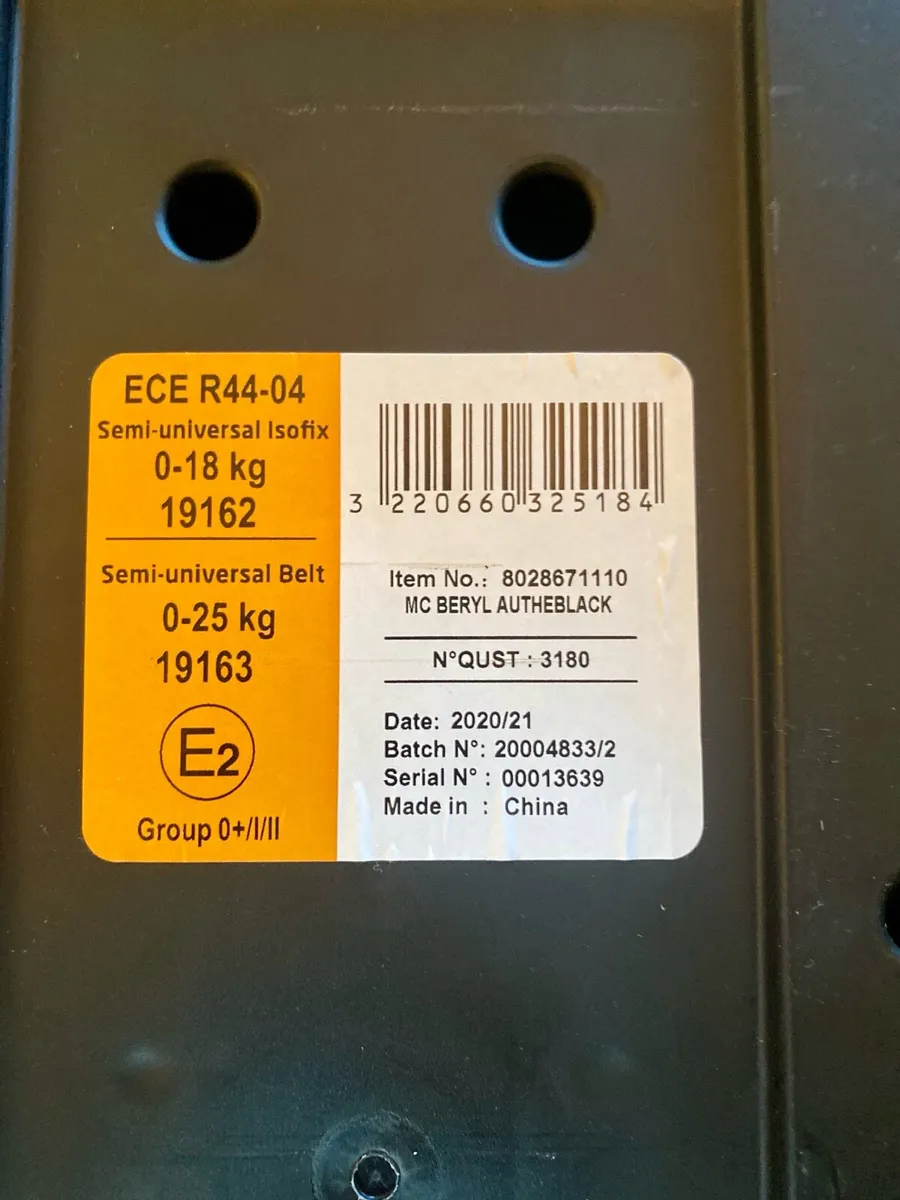 ECE R44-04
Semi-universal Isofix
0-18 kg
19162
Semi-universal Belt
0-25 kg
19163
E2
Group 0+/I/II
3 220660 325184
Item No.: 8028671110
MC BERYL AUTHEBLACK
N°QUST : 3180
Date: 2020/21
Batch N°: 20004833/2
Serial N° : 00013639
Made in : China